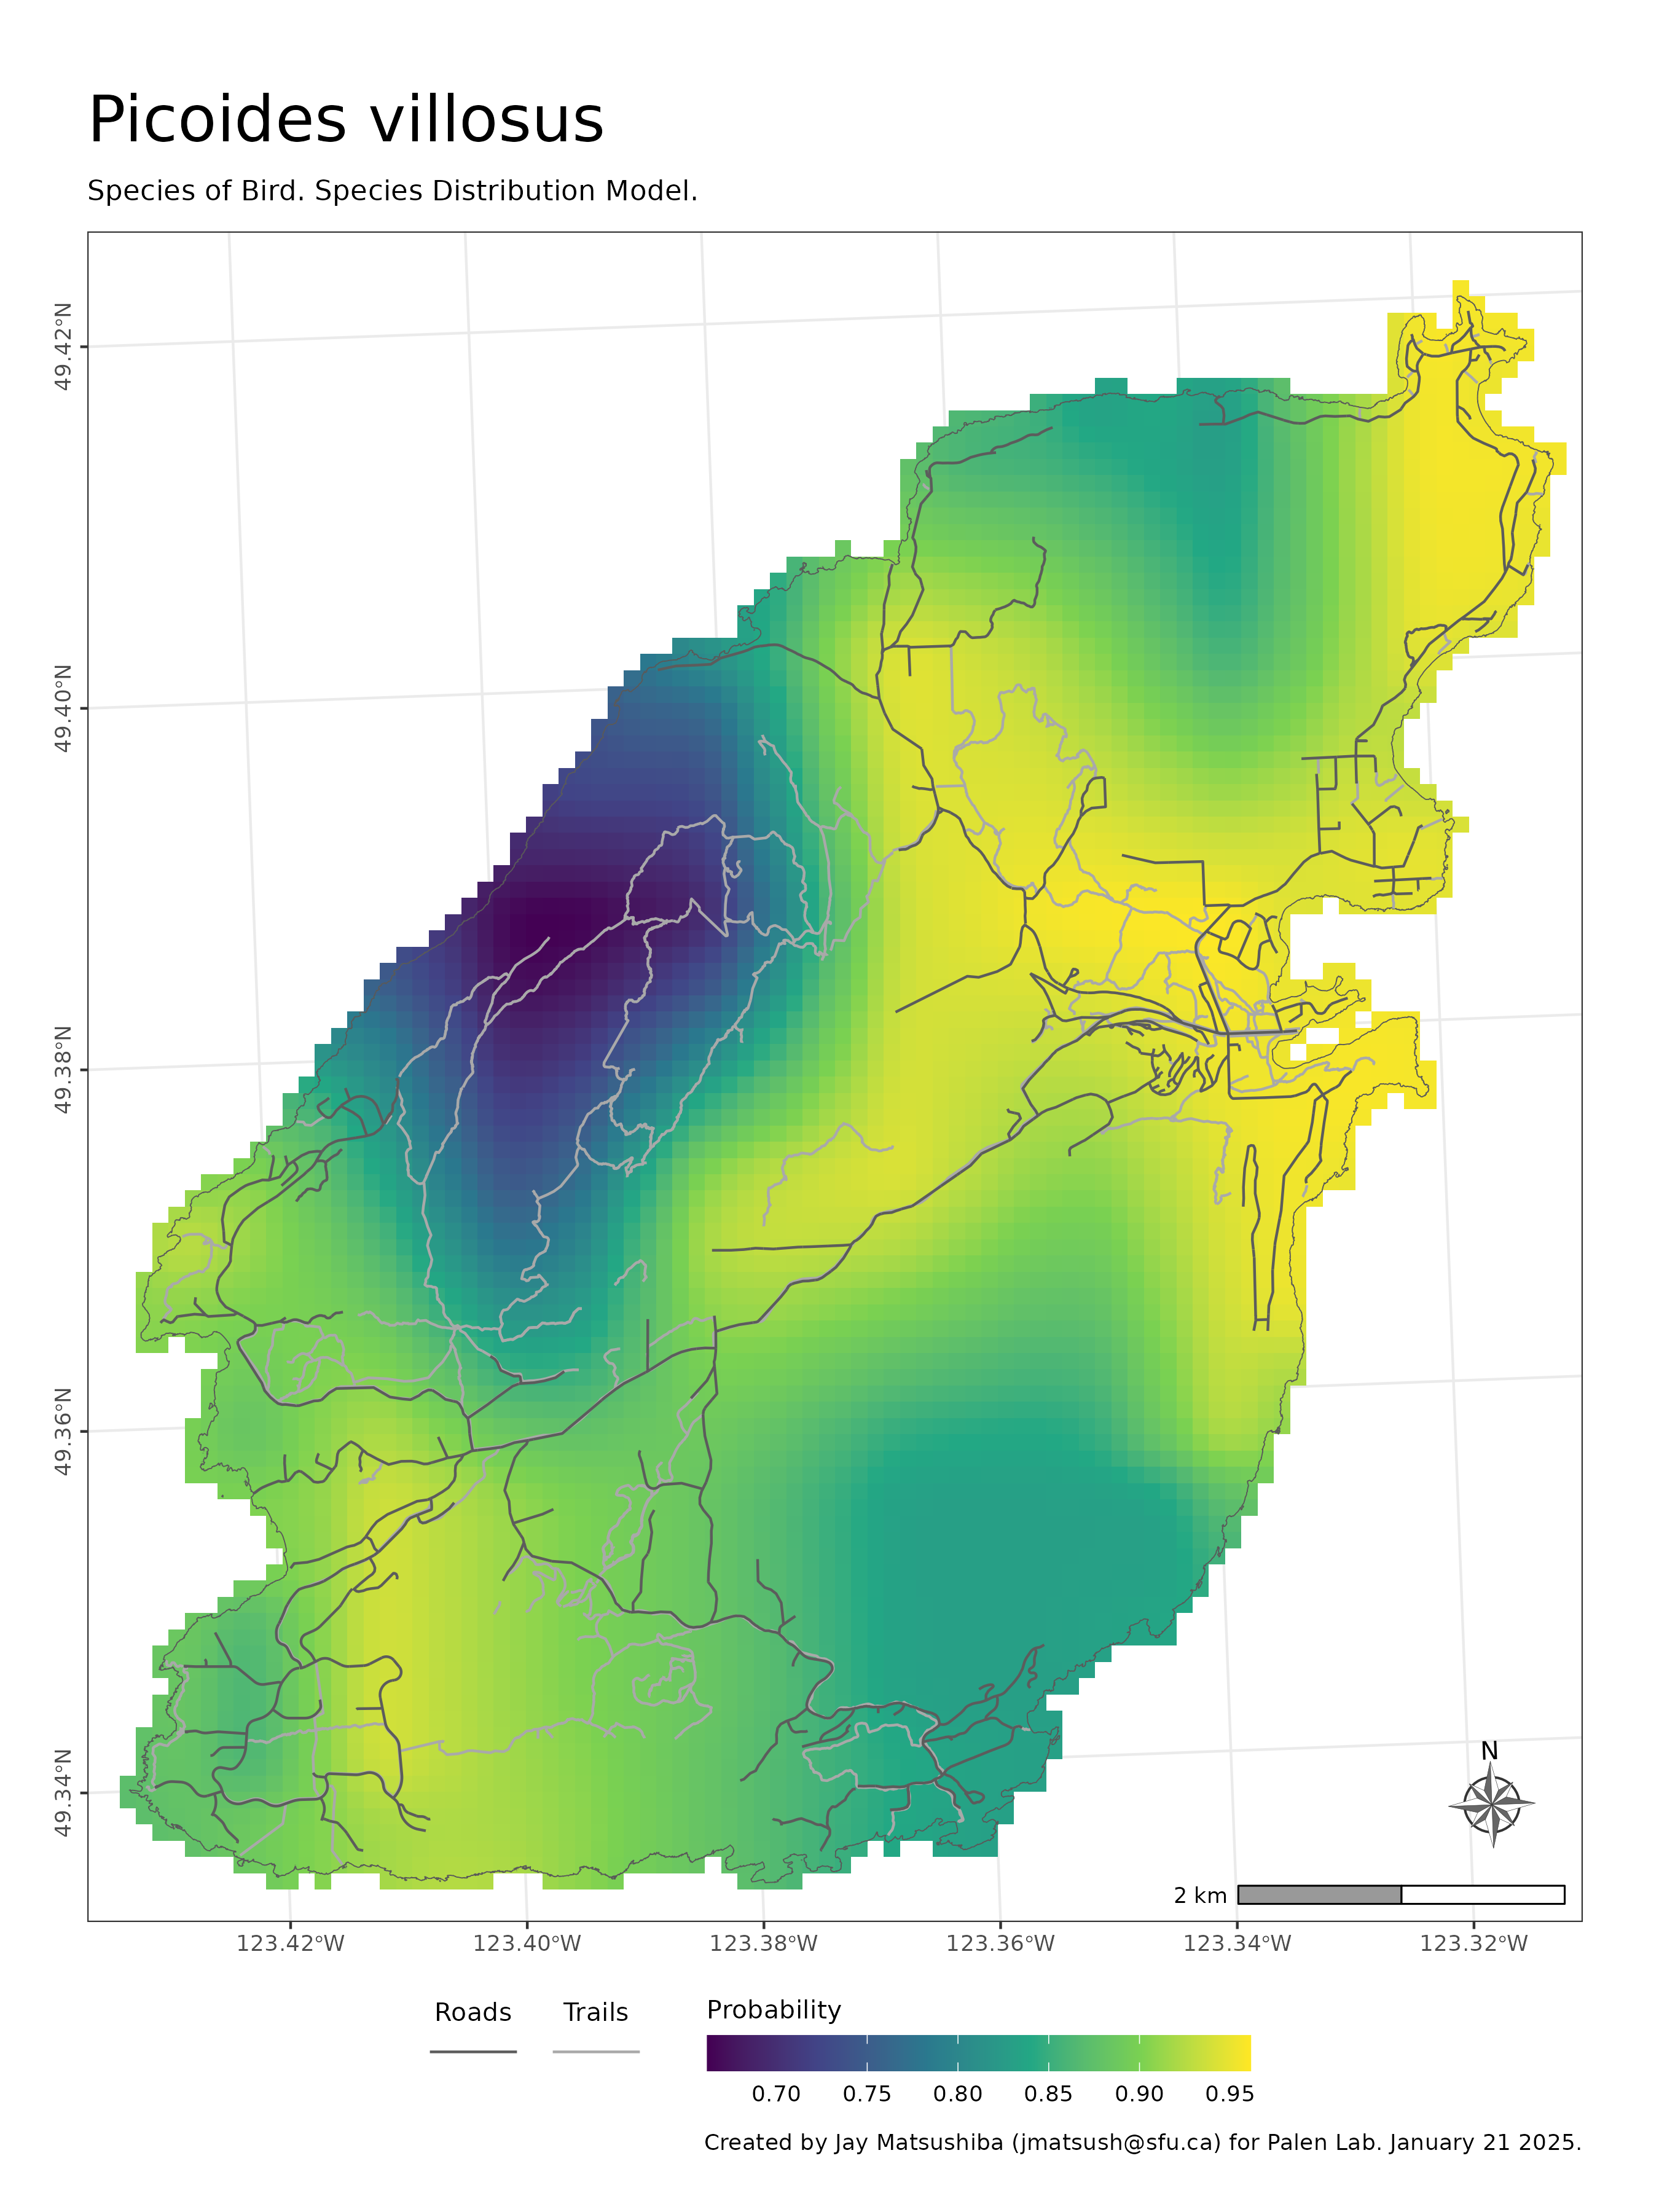 Picoides villosus
Species of Bird. Species Distribution Model.
49.42°N
49.40°N
49.38°N
49.36°N
49.34°N
N
2 km
123.42°W 123.40°W 123.38°W 123.36°W 123.34°W 123.32°W
Roads Trails Probability
0.70 0.75 0.80 0.85 0.90 0.95
Created by Jay Matsushiba (jmatsush@sfu.ca) for Palen Lab. January 21 2025.